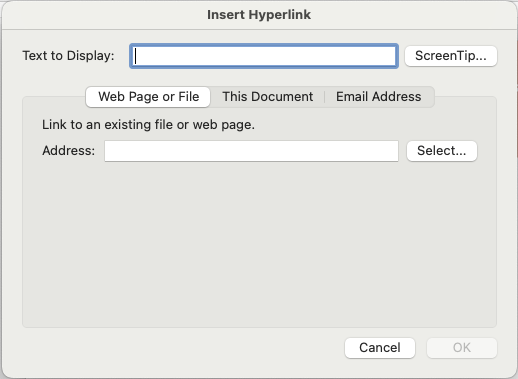 Insert Hyperlink
Text to Display: ScreenTip...
Web Page or File This Document Email Address
Link to an existing file or web page.
Address: Select...
Cancel OK